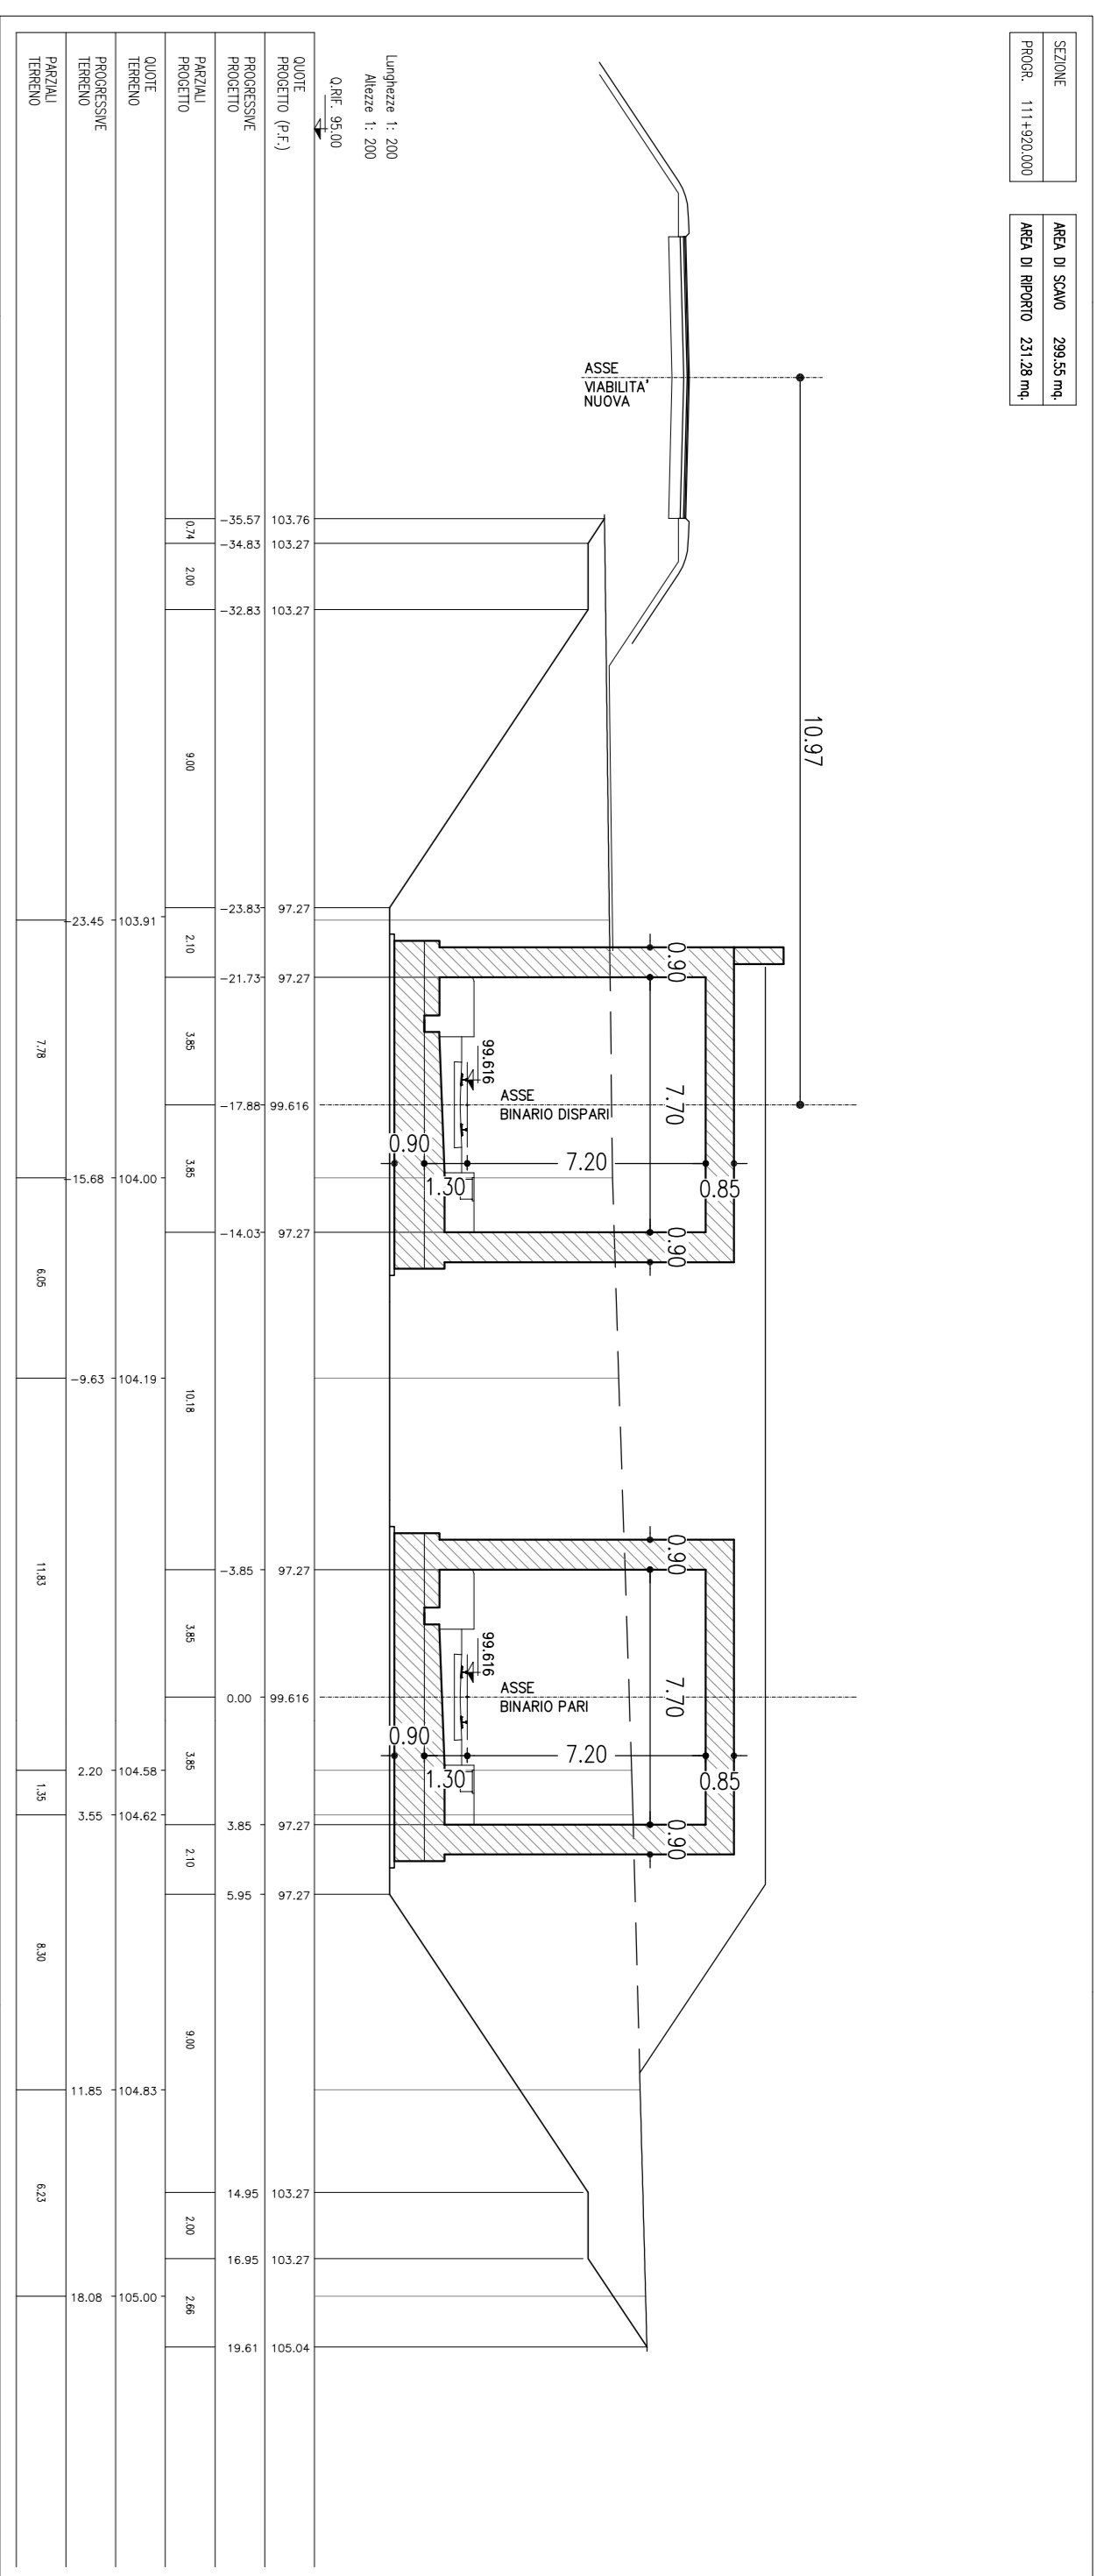 SEZIONE
PROGR. 111+920.000
AREA DI SCAVO 299.55 mq.
AREA DI RIPORTO 231.28 mq.
10.97
ASSE
VIABILITA'
NUOVA
0.90
7.70
0.90
0.90
7.70
0.90
99.616
ASSE
BINARIO DISPARI
0.90
1.30
7.20
0.85
99.616
ASSE
BINARIO PARI
0.90
1.30
7.20
0.85
Lunghezze 1: 200
Altezze 1: 200
Q.RIF. 95.00
QUOTE
PROGETTO (P.F.)
103.76 103.27 103.27 97.27 97.27 99.616 97.27 97.27 99.616 97.27 97.27 103.27 103.27 105.04
PROGRESSIVE
PROGETTO
-35.57 -34.83 -32.83 -23.83 -21.73 -17.88 -14.03 -3.85 0.00 3.85 5.95 14.95 16.95 19.61
PARZIALI
PROGETTO
0.74 2.00 9.00 2.10 3.85 3.85 10.18 3.85 3.85 2.10 9.00 2.00 2.66
QUOTE
TERRENO
103.91 104.00 104.19 104.58 104.62 104.83 105.00
PROGRESSIVE
TERRENO
-23.45 -15.68 -9.63 2.20 3.55 11.85 18.08
PARZIALI
TERRENO
7.78 6.05 11.83 1.35 8.30 6.23